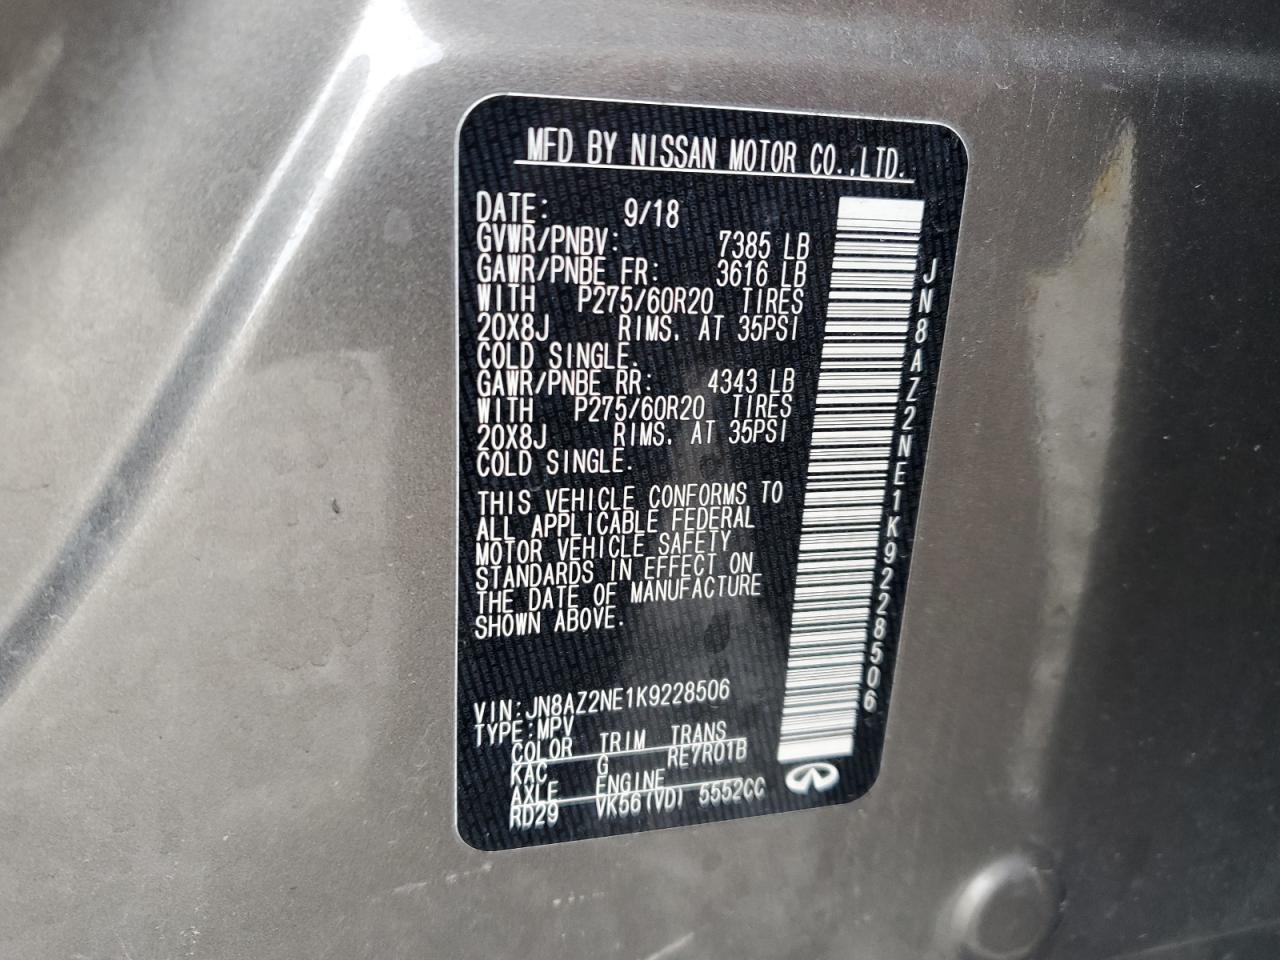 MFD BY NISSAN MOTOR CO.,LTD.
DATE: 9/18
GVWR/PNBV: 7385 LB
GAWR/PNBE FR: 3616 LB
WITH P275/60R20 TIRES
20X8J RIMS. AT 35PSI
COLD SINGLE.
GAWR/PNBE RR: 4343 LB
WITH P275/60R20 TIRES
20X8J RIMS. AT 35PSI
COLD SINGLE.
THIS VEHICLE CONFORMS TO
ALL APPLICABLE FEDERAL
MOTOR VEHICLE SAFETY
STANDARDS IN EFFECT ON
THE DATE OF MANUFACTURE
SHOWN ABOVE.
VIN:JN8AZ2NE1K9228506
TYPE:MPV
COLOR TRIM TRANS
KAC G RE7R01B
AXLE ENGINE
RD29 VK56(VD) 5552CC
JN8AZ2NE1K9228506